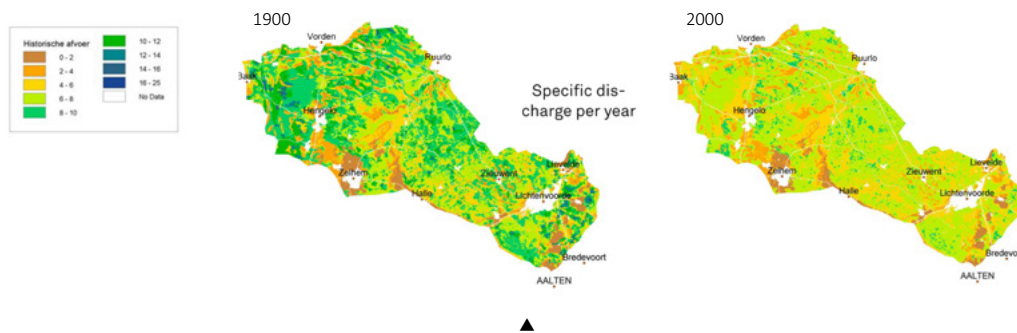 Historische afvoer
0 - 2
2 - 4
4 - 6
6 - 8
8 - 10
10 - 12
12 - 14
14 - 16
16 - 25
No Data
1900
Vorden
Ruurlo
Baak
Hengelo
Zelhem
Halle
Zieuwent
Lievelde
Lichtenvoorde
Bredevoort
AALTEN
Specific dis-
charge per year
2000
Vorden
Ruurlo
Baak
Hengelo
Zelhem
Halle
Zieuwent
Lievelde
Lichtenvoorde
Bredevo
AALTEN